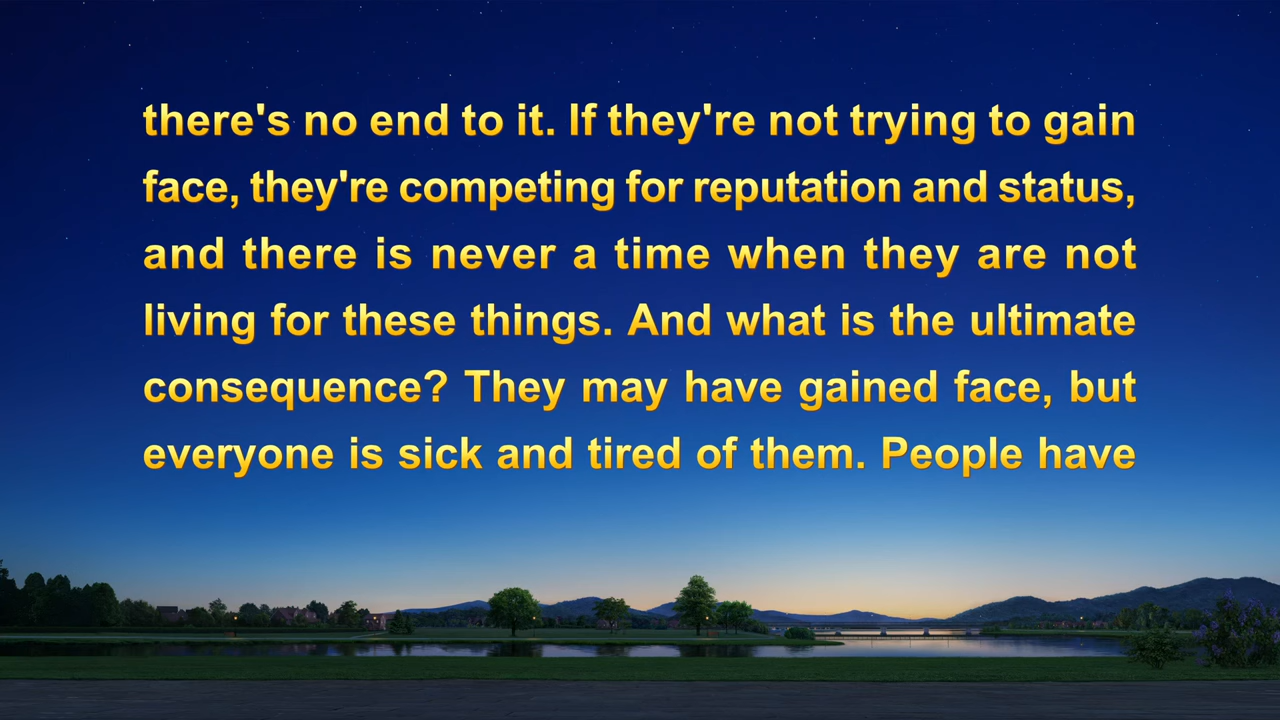 there's no end to it. If they're not trying to gain
face, they're competing for reputation and status,
and there is never a time when they are not
living for these things. And what is the ultimate
consequence? They may have gained face, but
everyone is sick and tired of them. People have